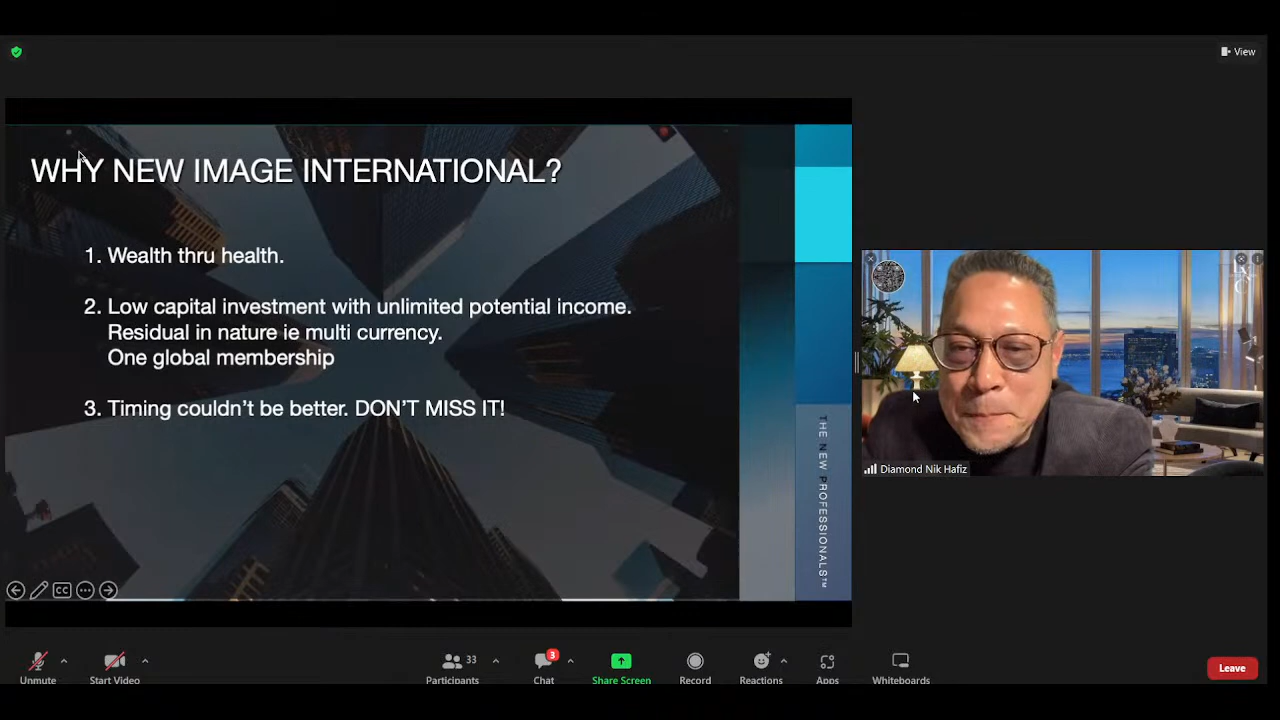 View
WHY NEW IMAGE INTERNATIONAL?
1. Wealth thru health.
2. Low capital investment with unlimited potential income.
Residual in nature ie multi currency.
One global membership
3. Timing couldn't be better. DON'T MISS IT!
THE NEW PROFESSIONALS™
Diamond Nik Hafiz
CC
33
3
Unmute
Start Video
Participants
Chat
Share Screen
Record
Reactions
Apps
Whiteboards
Leave